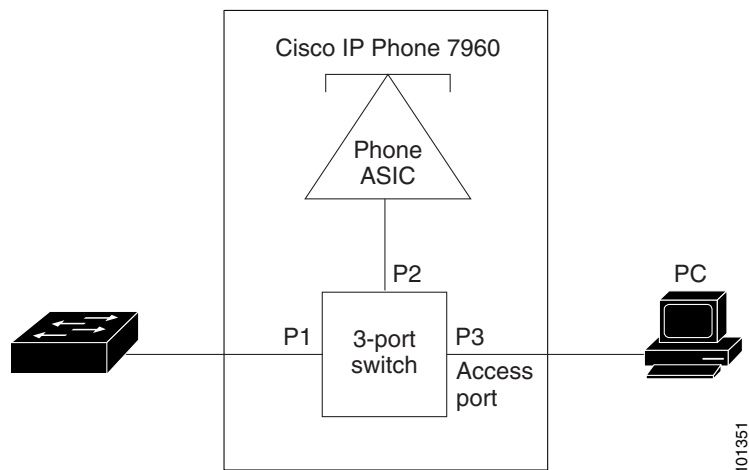 Cisco IP Phone 7960
Phone
ASIC
P2
PC
P1
3-port
switch
P3
Access
port
101351